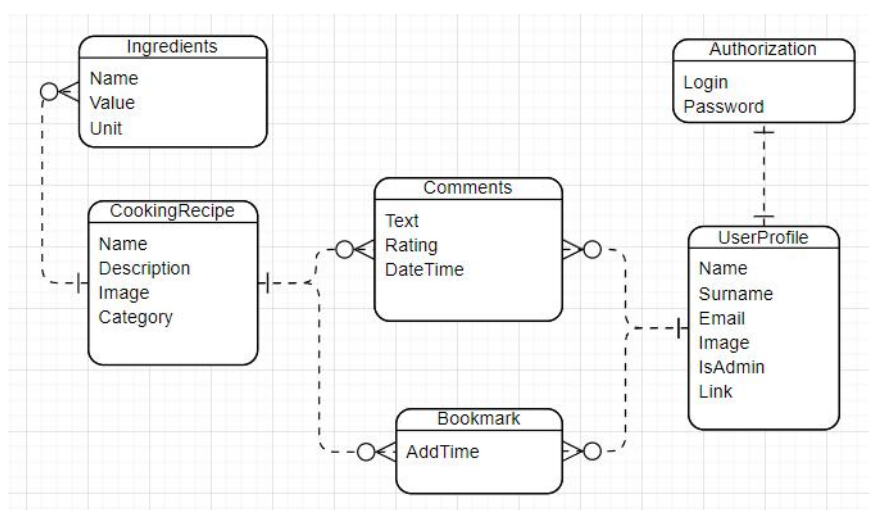 Ingredients
Name
Value
Unit
Authorization
Login
Password
CookingRecipe
Name
Description
Image
Category
Comments
Text
Rating
DateTime
UserProfile
Name
Surname
Email
Image
IsAdmin
Link
Bookmark
AddTime